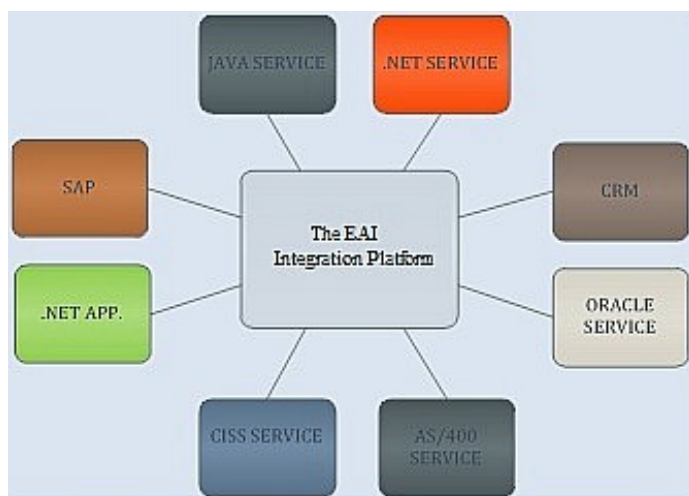 JAVA SERVICE
.NET SERVICE
SAP
CRM
The EAI
Integration Platform
.NET APP.
ORACLE
SERVICE
CISS SERVICE
AS/400
SERVICE